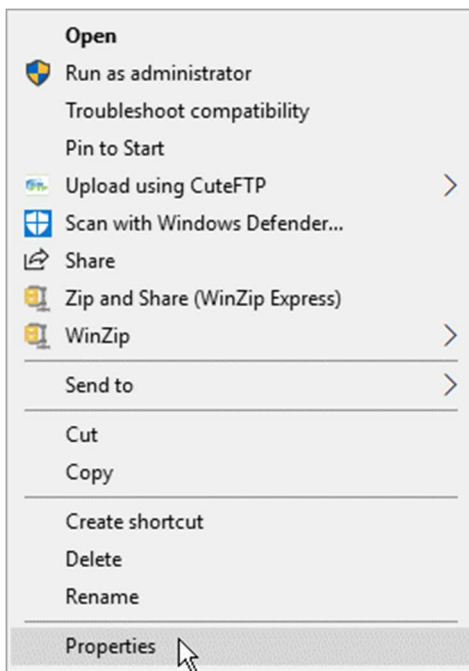 Open
Run as administrator
Troubleshoot compatibility
Pin to Start
Upload using CuteFTP
Scan with Windows Defender...
Share
Zip and Share (WinZip Express)
WinZip
Send to
Cut
Copy
Create shortcut
Delete
Rename
Properties